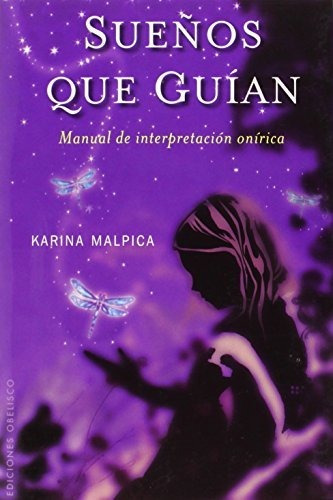 SUEÑOS
QUE GUÍAN
Manual de interpretación onírica
KARINA MALPICA
EDICIONES OBELISCO